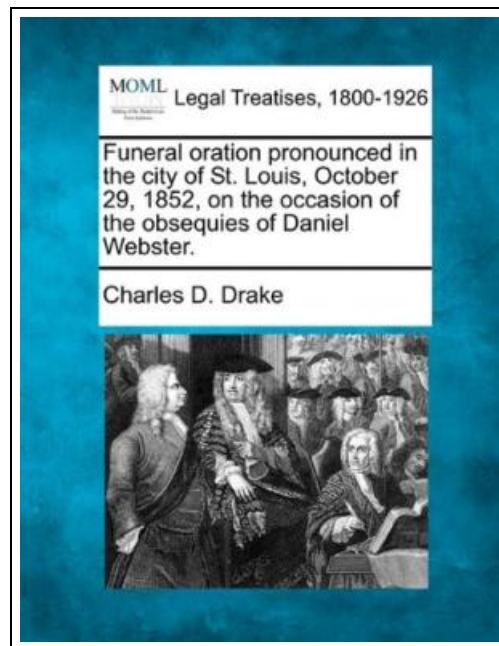 MOML
Legal Treatises, 1800-1926
Funeral oration pronounced in
the city of St. Louis, October
29, 1852, on the occasion of
the obsequies of Daniel
Webster.
Charles D. Drake